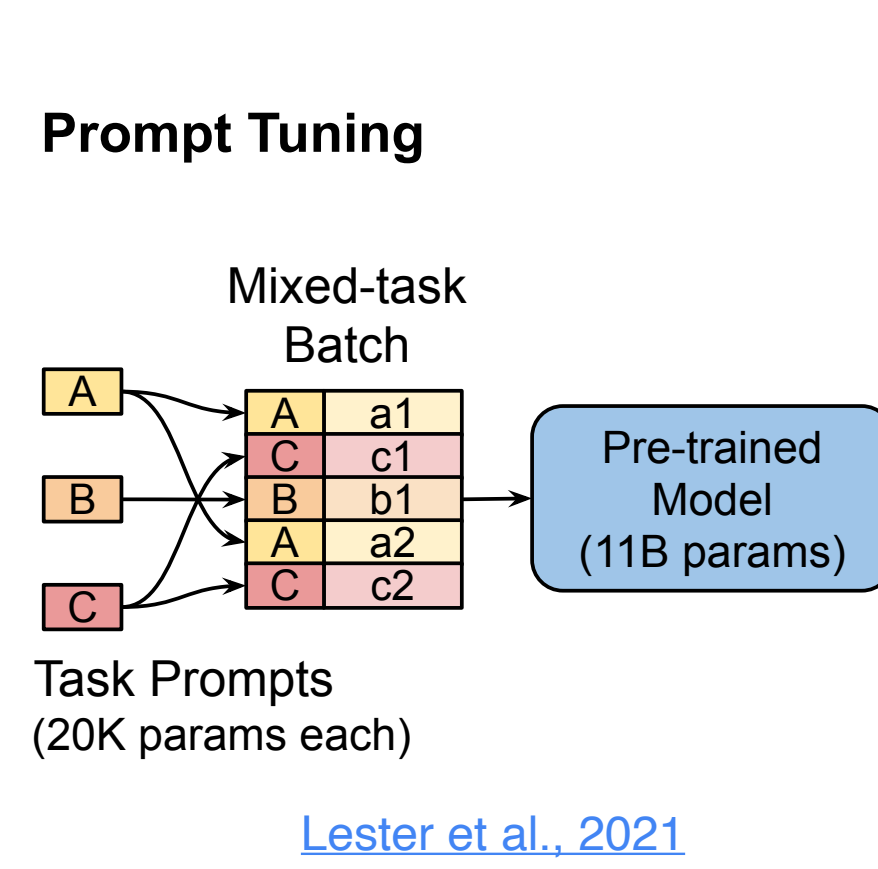 Prompt Tuning
Mixed-task
Batch
A
B
C
A a1
C c1
B b1
A a2
C c2
Pre-trained
Model
(11B params)
Task Prompts
(20K params each)
Lester et al., 2021